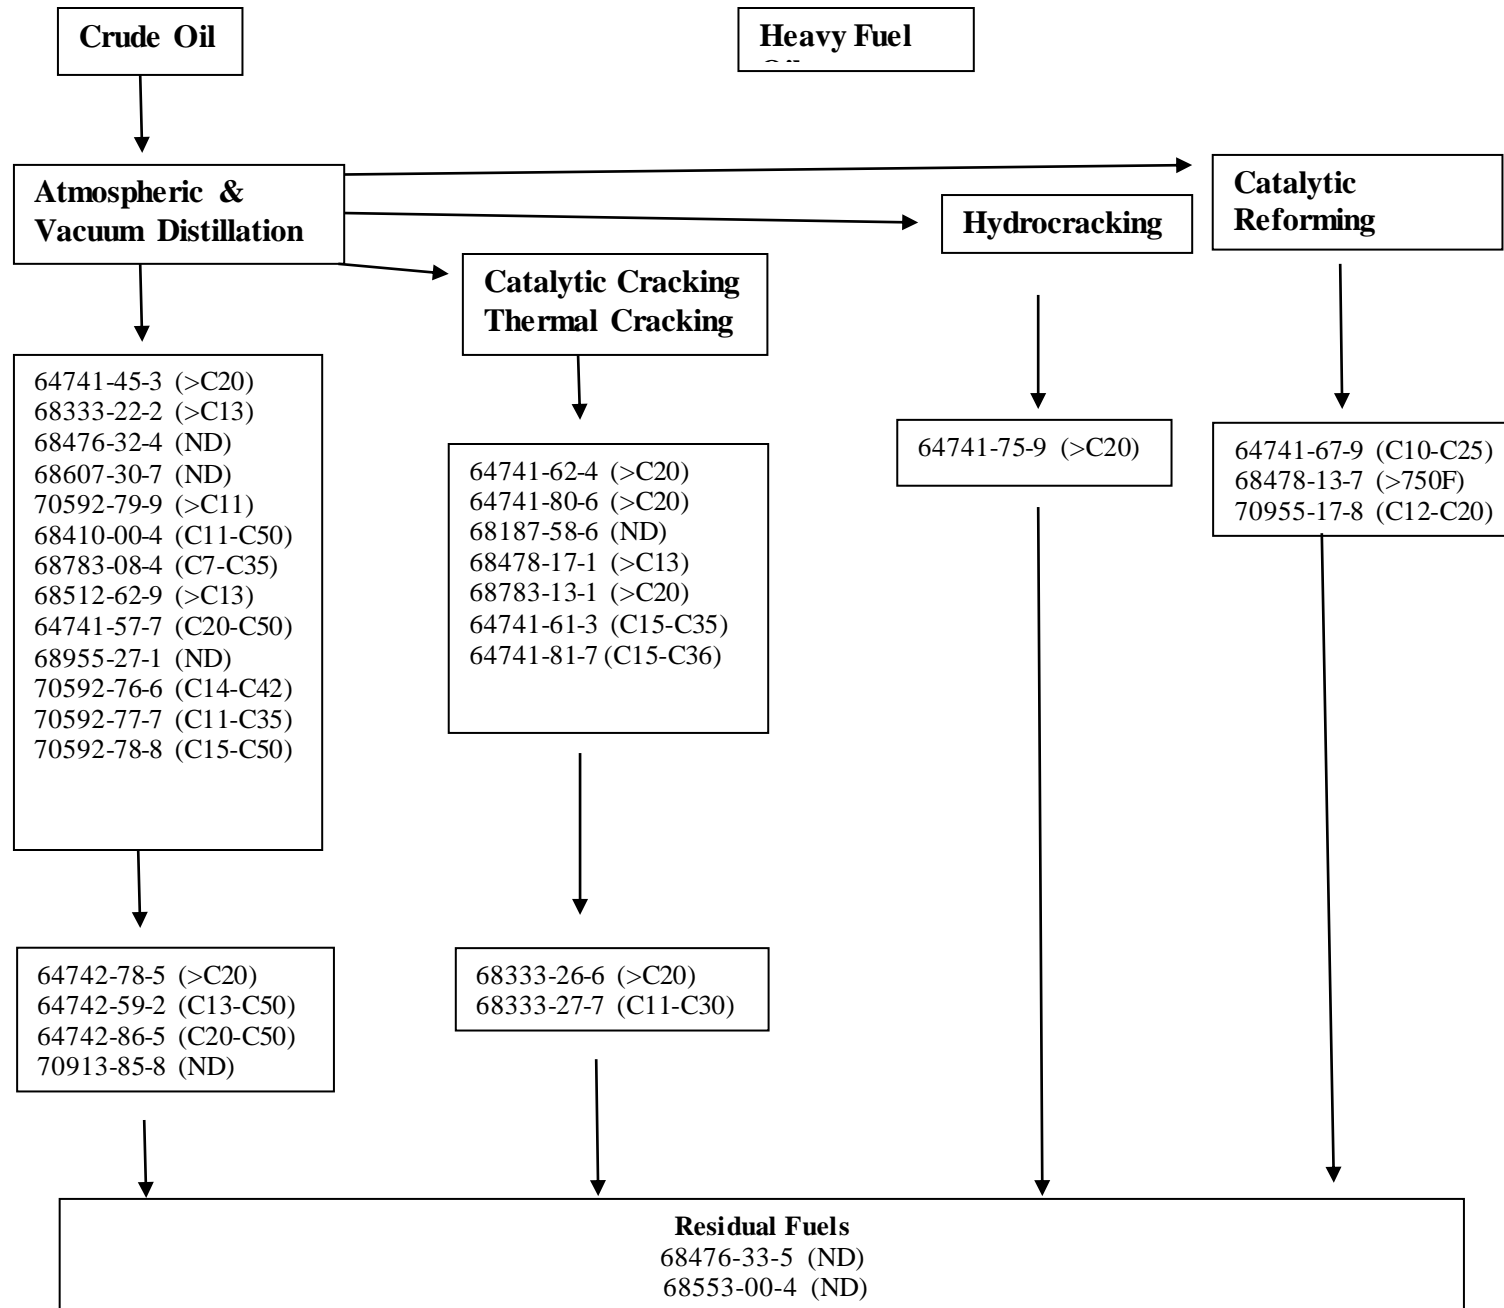 Crude Oil
Heavy Fuel
Atmospheric &
Vacuum Distillation
Catalytic Cracking
Thermal Cracking
Hydrocracking
Catalytic
Reforming
64741-45-3 (>C20)
68333-22-2 (>C13)
68476-32-4 (ND)
68607-30-7 (ND)
70592-79-9 (>C11)
68410-00-4 (C11-C50)
68783-08-4 (C7-C35)
68512-62-9 (>C13)
64741-57-7 (C20-C50)
68955-27-1 (ND)
70592-76-6 (C14-C42)
70592-77-7 (C11-C35)
70592-78-8 (C15-C50)
64741-62-4 (>C20)
64741-80-6 (>C20)
68187-58-6 (ND)
68478-17-1 (>C13)
68783-13-1 (>C20)
64741-61-3 (C15-C35)
64741-81-7 (C15-C36)
64741-75-9 (>C20)
64741-67-9 (C10-C25)
68478-13-7 (>750F)
70955-17-8 (C12-C20)
64742-78-5 (>C20)
64742-59-2 (C13-C50)
64742-86-5 (C20-C50)
70913-85-8 (ND)
68333-26-6 (>C20)
68333-27-7 (C11-C30)
Residual Fuels
68476-33-5 (ND)
68553-00-4 (ND)